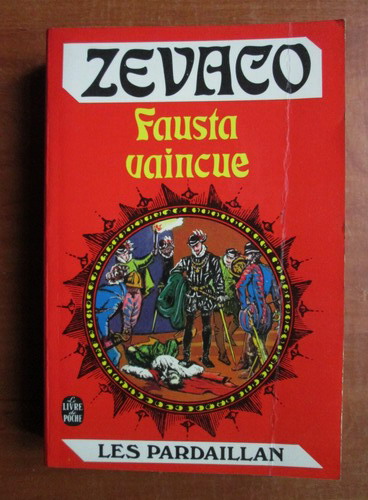 ZEVACO
Fausta
vaincue
Le
LIVRE
de
POCHE
LES PARDAILLAN